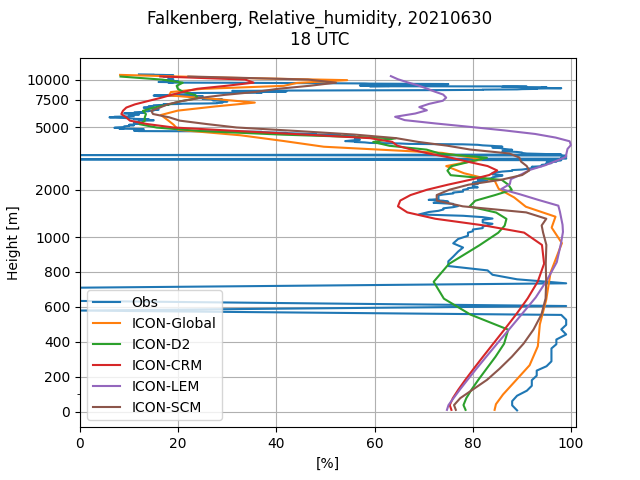 Falkenberg, Relative_humidity, 20210630
18 UTC
10000
7500
5000
2000
1000
800
600
400
200
0
Height [m]
Obs
ICON-Global
ICON-D2
ICON-CRM
ICON-LEM
ICON-SCM
0 20 40 60 80 100
[%]